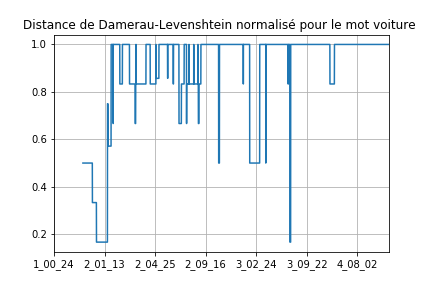 Distance de Damerau-Levenshtein normalisé pour le mot voiture
1.0
0.8
0.6
0.4
0.2
1_00_24 2_01_13 2_04_25 2_09_16 3_02_24 3_09_22 4_08_02